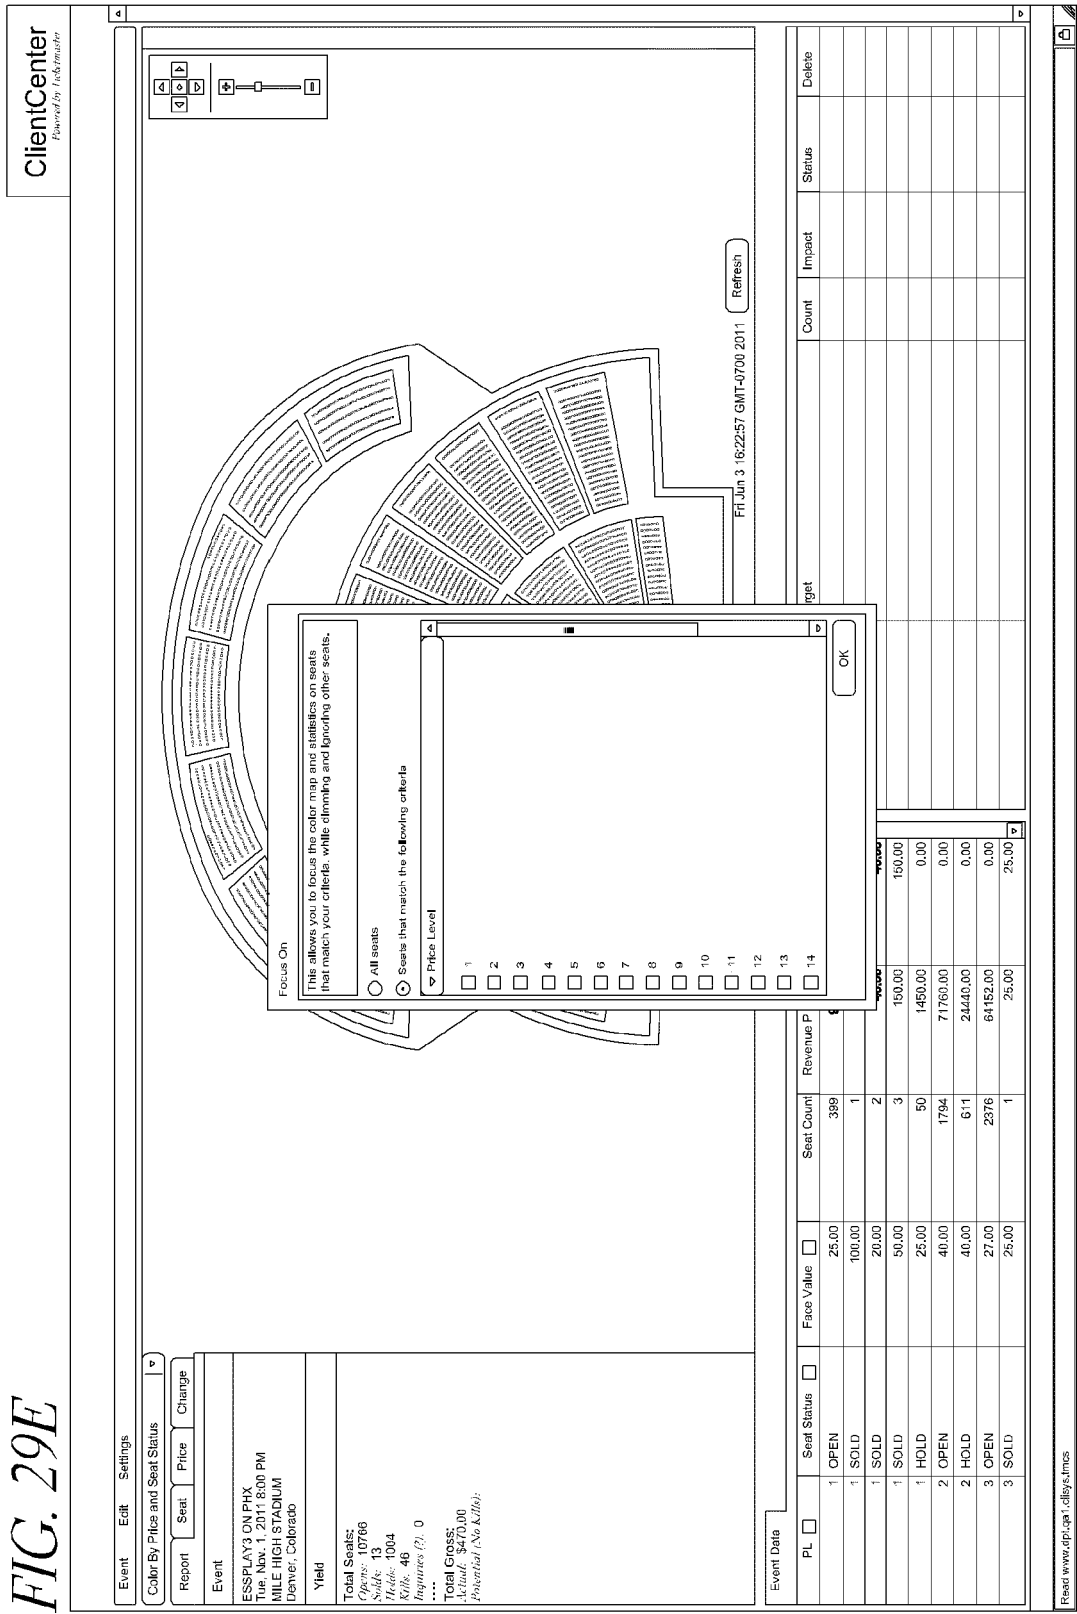 FIG. 29E
ClientCenter
Powered by Ticketmaster
Event Edit Settings
Color By Price and Seat Status
Report Seat Price Change
Event
ESSPLAY3 ON PHX
Tue, Nov. 1, 2011 8:00 PM
MILE HIGH STADIUM
Denver, Colorado
Yield
Total Seats:
Opens: 10766
Solds: 13
Holds: 1004
Kills: 46
Inquiries (?): 0
----
Total Gross:
Actual: $470.00
Potential (No Kills):
Focus On
This allows you to focus the color map and statistics on seats
that match your criteria, while dimming and ignoring other seats.
All seats
Seats that match the following criteria
Price Level
1
2
3
4
5
6
7
8
9
10
11
12
13
14
OK
Fri Jun 3 16:22:57 GMT-0700 2011 Refresh
Event Data
PL Seat Status Face Value Seat Count Revenue P
1 OPEN 25.00 399
1 SOLD 100.00 1
1 SOLD 20.00 2 40.00 40.00
1 SOLD 50.00 3 150.00 150.00
1 HOLD 25.00 50 1450.00 0.00
2 OPEN 40.00 1794 71760.00 0.00
2 HOLD 40.00 611 24440.00 0.00
3 OPEN 27.00 2376 64152.00 0.00
3 SOLD 25.00 1 25.00 25.00
rget Count Impact Status Delete
Read www.dpl.qa1.clisys.tmcs